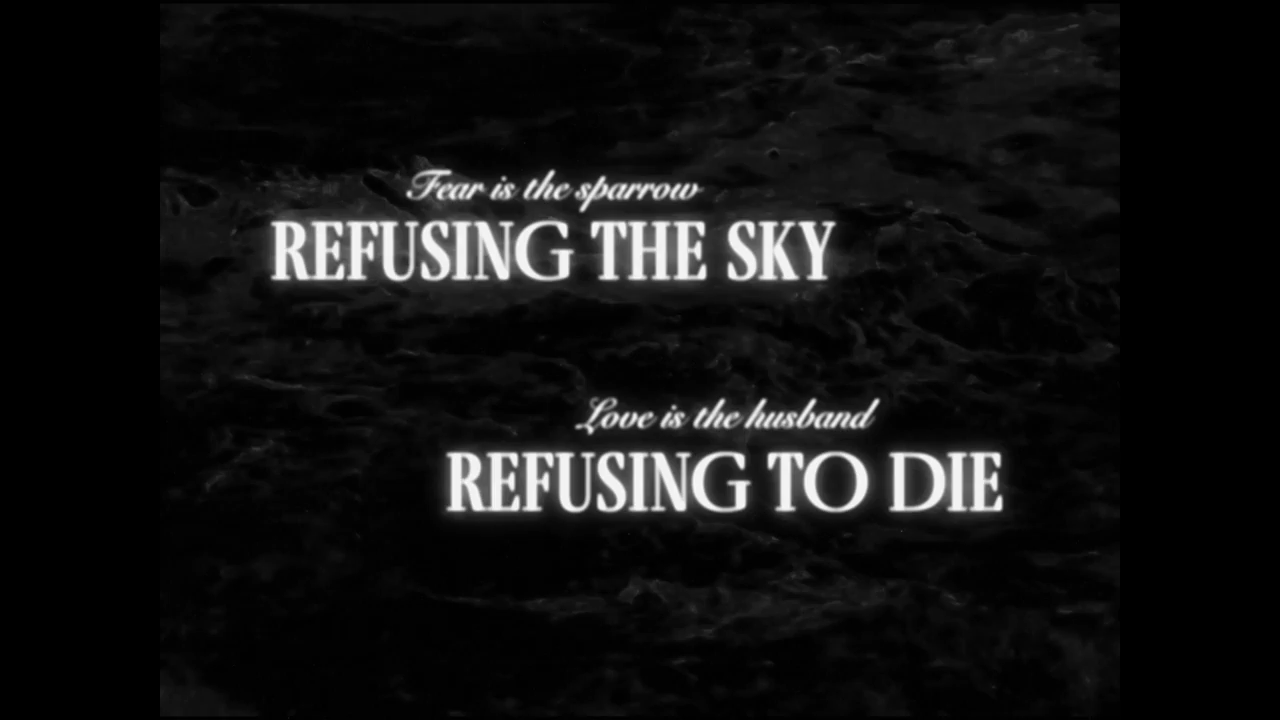 Fear is the sparrow
REFUSING THE SKY
Love is the husband
REFUSING TO DIE